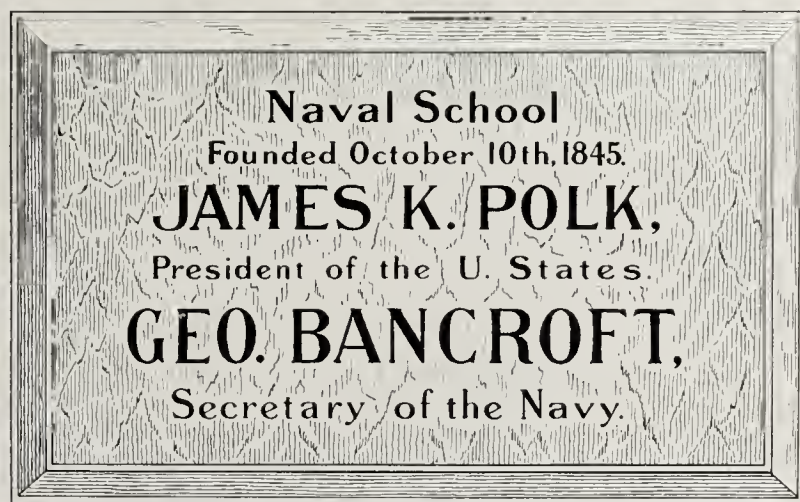 Naval School
Founded October 10th, 1845.
JAMES K. POLK,
President of the U. States.
GEO. BANCROFT,
Secretary of the Navy.